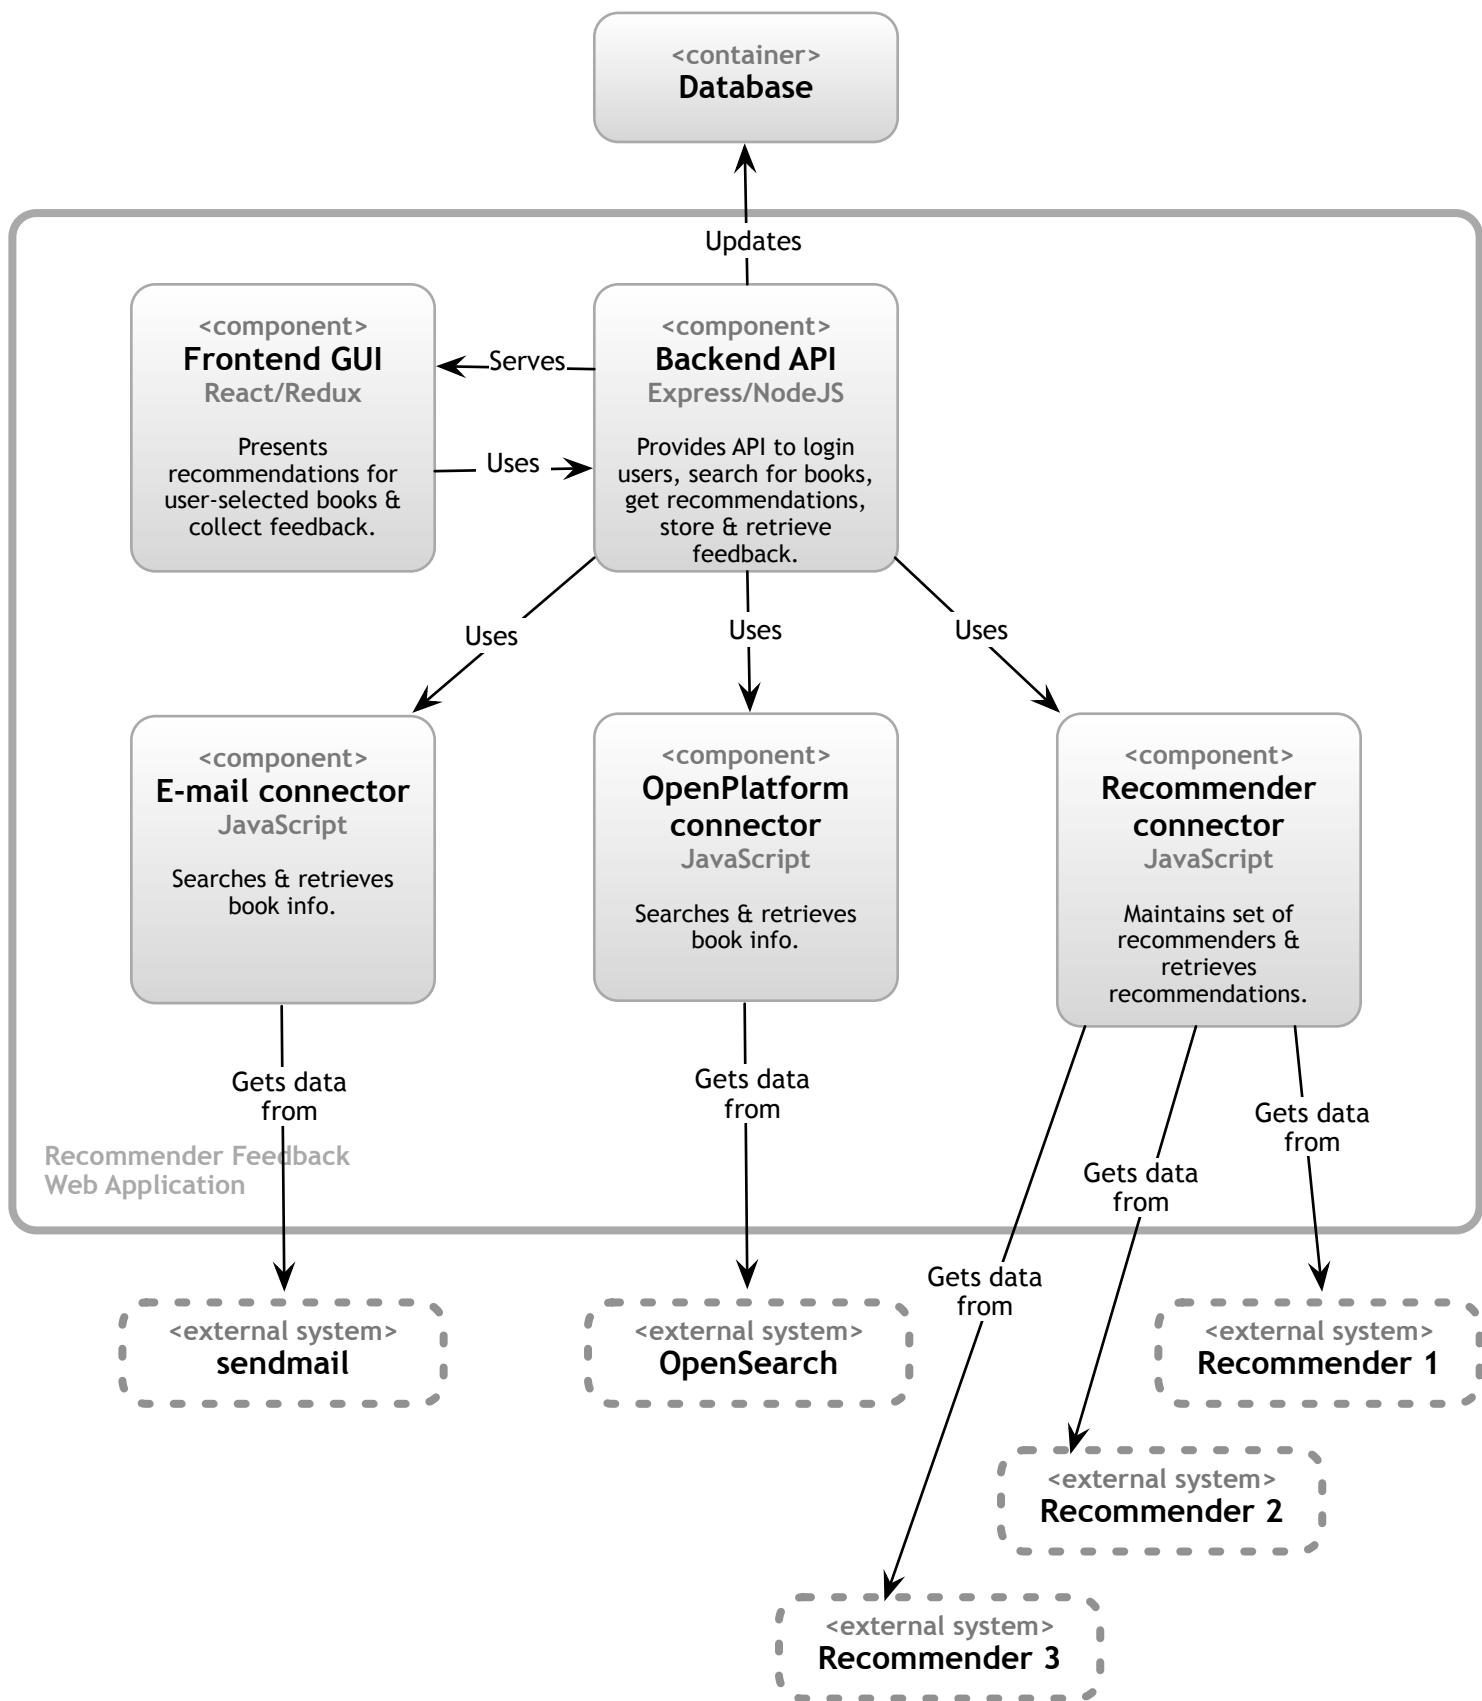 <container>
Database
Updates
<component>
Frontend GUI
React/Redux
Presents
recommendations for
user-selected books &
collect feedback.
Serves
Uses
<component>
Backend API
Express/NodeJS
Provides API to login
users, search for books,
get recommendations,
store & retrieve
feedback.
Uses
Uses
Uses
<component>
E-mail connector
JavaScript
Searches & retrieves
book info.
<component>
OpenPlatform
connector
JavaScript
Searches & retrieves
book info.
<component>
Recommender
connector
JavaScript
Maintains set of
recommenders &
retrieves
recommendations.
Gets data
from
Gets data
from
Gets data
from
Gets data
from
Gets data
from
Recommender Feedback
Web Application
<external system>
sendmail
<external system>
OpenSearch
<external system>
Recommender 1
<external system>
Recommender 2
<external system>
Recommender 3